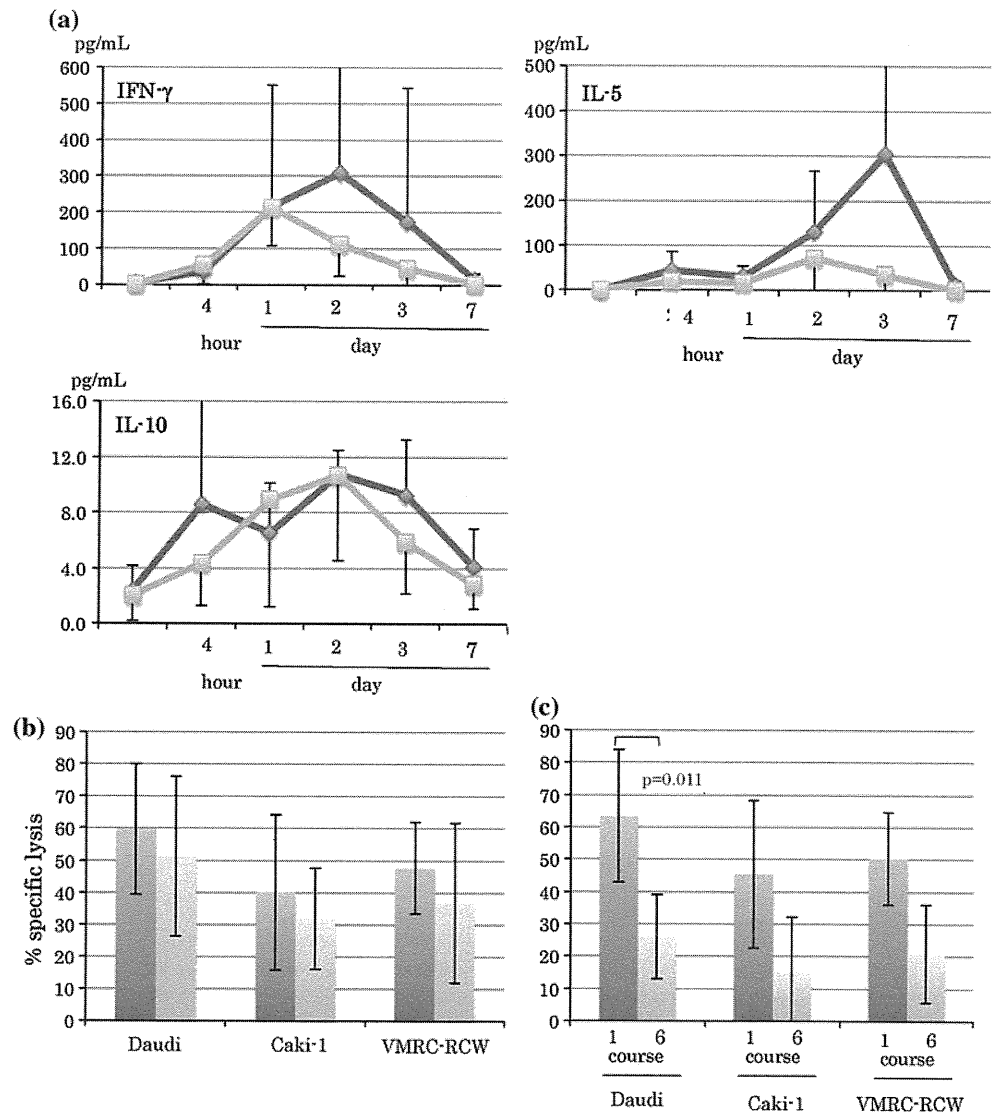 (a)
pg/mL
600
500
400
300
200
100
0
IFN-γ
4 1 2 3 7
hour day
pg/mL
500
400
300
200
100
0
IL-5
: 4 1 2 3 7
hour day
pg/mL
16.0
12.0
8.0
4.0
0.0
IL-10
4 1 2 3 7
hour day
(b)
% specific lysis
90
80
70
60
50
40
30
20
10
0
Daudi Caki-1 VMRC-RCW
(c)
90
80
70
60
50
40
30
20
10
0
p=0.011
1 6 1 6 1 6
course course course
Daudi Caki-1 VMRC-RCW